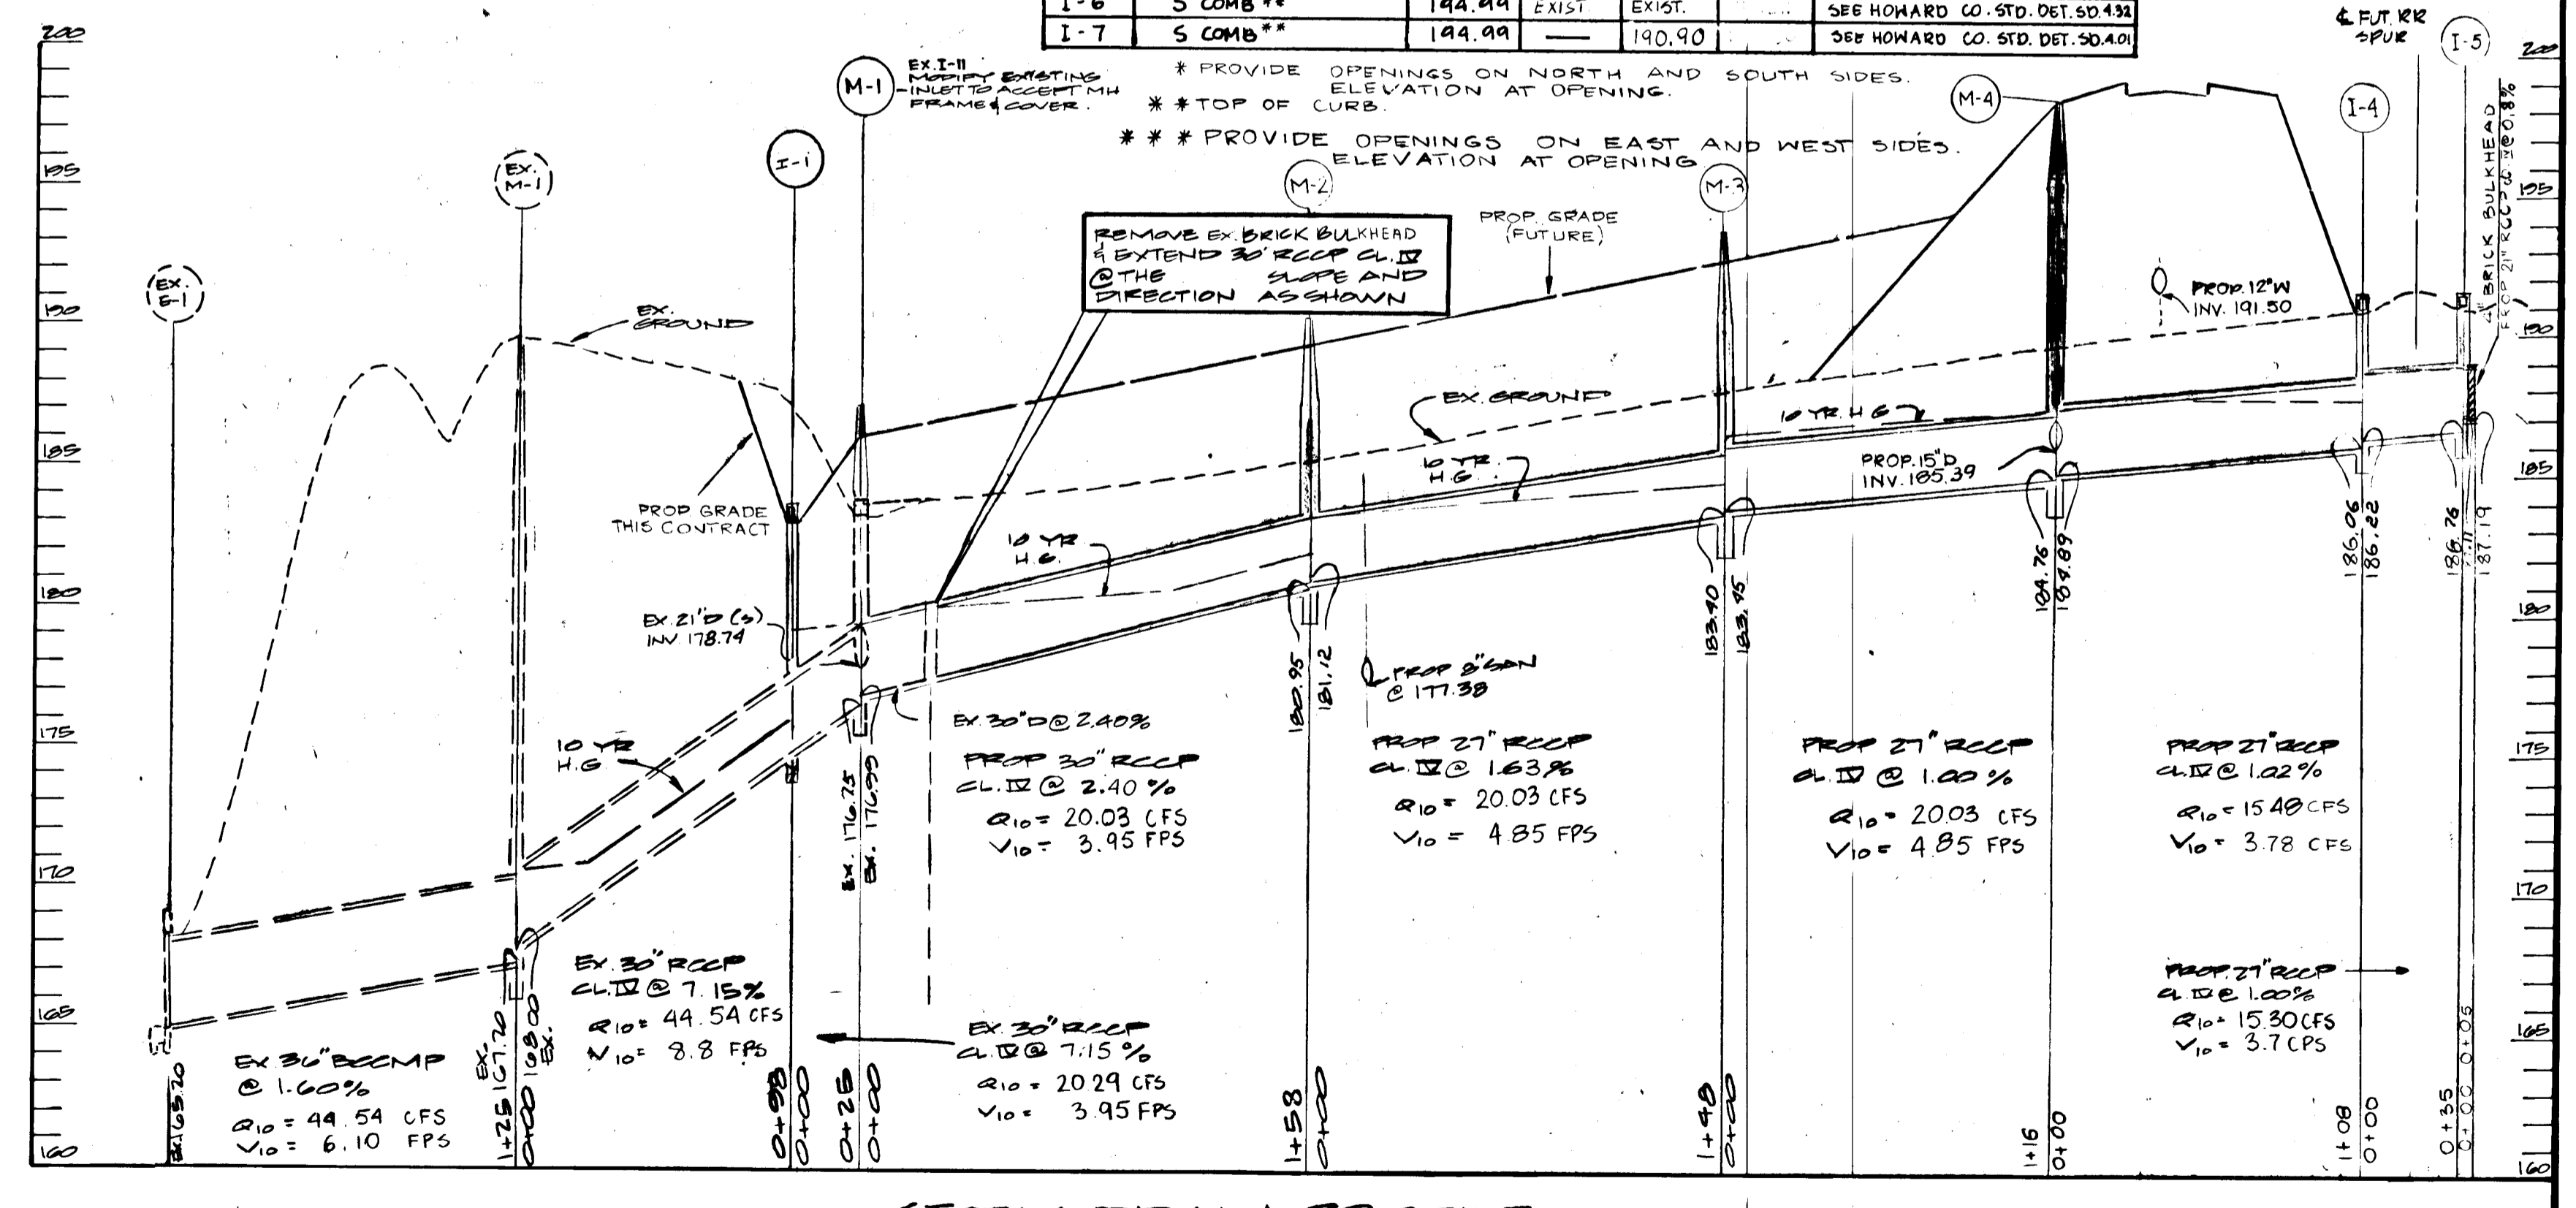 I-6 S COMB** 194.99 EXIST EXIST. SEE HOWARD CO. STD. DET. SD.4.32
I-7 S COMB** 194.99 — 190.90 SEE HOWARD CO. STD. DET. SD.4.01
* PROVIDE OPENINGS ON NORTH AND SOUTH SIDES.
ELEVATION AT OPENING.
** TOP OF CURB.
*** PROVIDE OPENINGS ON EAST AND WEST SIDES.
ELEVATION AT OPENING
℄ FUT. RR
SPUR
200
195
190
185
180
175
170
165
160
EX.
E-1
EX.
M-1
I-1
M-1
EX. I-11
MODIFY EXISTING
INLET TO ACCEPT MH
FRAME & COVER.
M-2
M-3
M-4
I-4
I-5
REMOVE EX. BRICK BULKHEAD
& EXTEND 30" RCCP CL. IV
@ THE SLOPE AND
DIRECTION AS SHOWN
PROP. GRADE
(FUTURE)
EX.
GROUND
PROP GRADE
THIS CONTRACT
EX. GROUND
10 YR
H.G.
10 YR.
H.G.
10 YR. H G
10 YR
H.G
PROP. 12"W
INV. 191.50
BRICK BULKHEAD
PROP. 15"D
INV. 185.39
EX. 21"D (S)
INV. 178.74
PROP 8" SAN
@ 177.38
EX. 30"D @ 2.40%
PROP 30" RCCP
CL. IV @ 2.40 %
Q10 = 20.03 CFS
V10 = 3.95 FPS
PROP 27" RCCP
CL. IV @ 1.63%
Q10 = 20.03 CFS
V10 = 4.85 FPS
PROP 27" RCCP
CL. IV @ 1.00 %
Q10 = 20.03 CFS
V10 = 4.85 FPS
PROP 27" RCCP
CL. IV @ 1.02%
Q10 = 15.48 CFS
V10 = 3.78 CFS
PROP. 27" RCCP
CL. IV @ 1.00%
Q10 = 15.30 CFS
V10 = 3.7 CPS
EX. 36" BCCMP
@ 1.60%
Q10 = 44.54 CFS
V10 = 6.10 FPS
EX. 30" RCCP
CL. IV @ 7.15%
Q10 = 44.54 CFS
V10 = 8.8 FPS
EX. 30" RCCP
CL. IV @ 7.15 %
Q10 = 20.29 CFS
V10 = 3.95 FPS
EX. 165.20
EX. 167.20
168.00 EX.
EX. 176.75
EX. 176.99
180.95
181.12
183.40
183.45
184.76
184.89
186.06
186.22
187.19
1+25
0+00
0+98
0+00
0+25
0+00
1+58
0+00
1+48
0+00
1+16
0+00
1+08
0+00
0+35
0+00
0+05
200
195
190
185
180
175
170
165
160